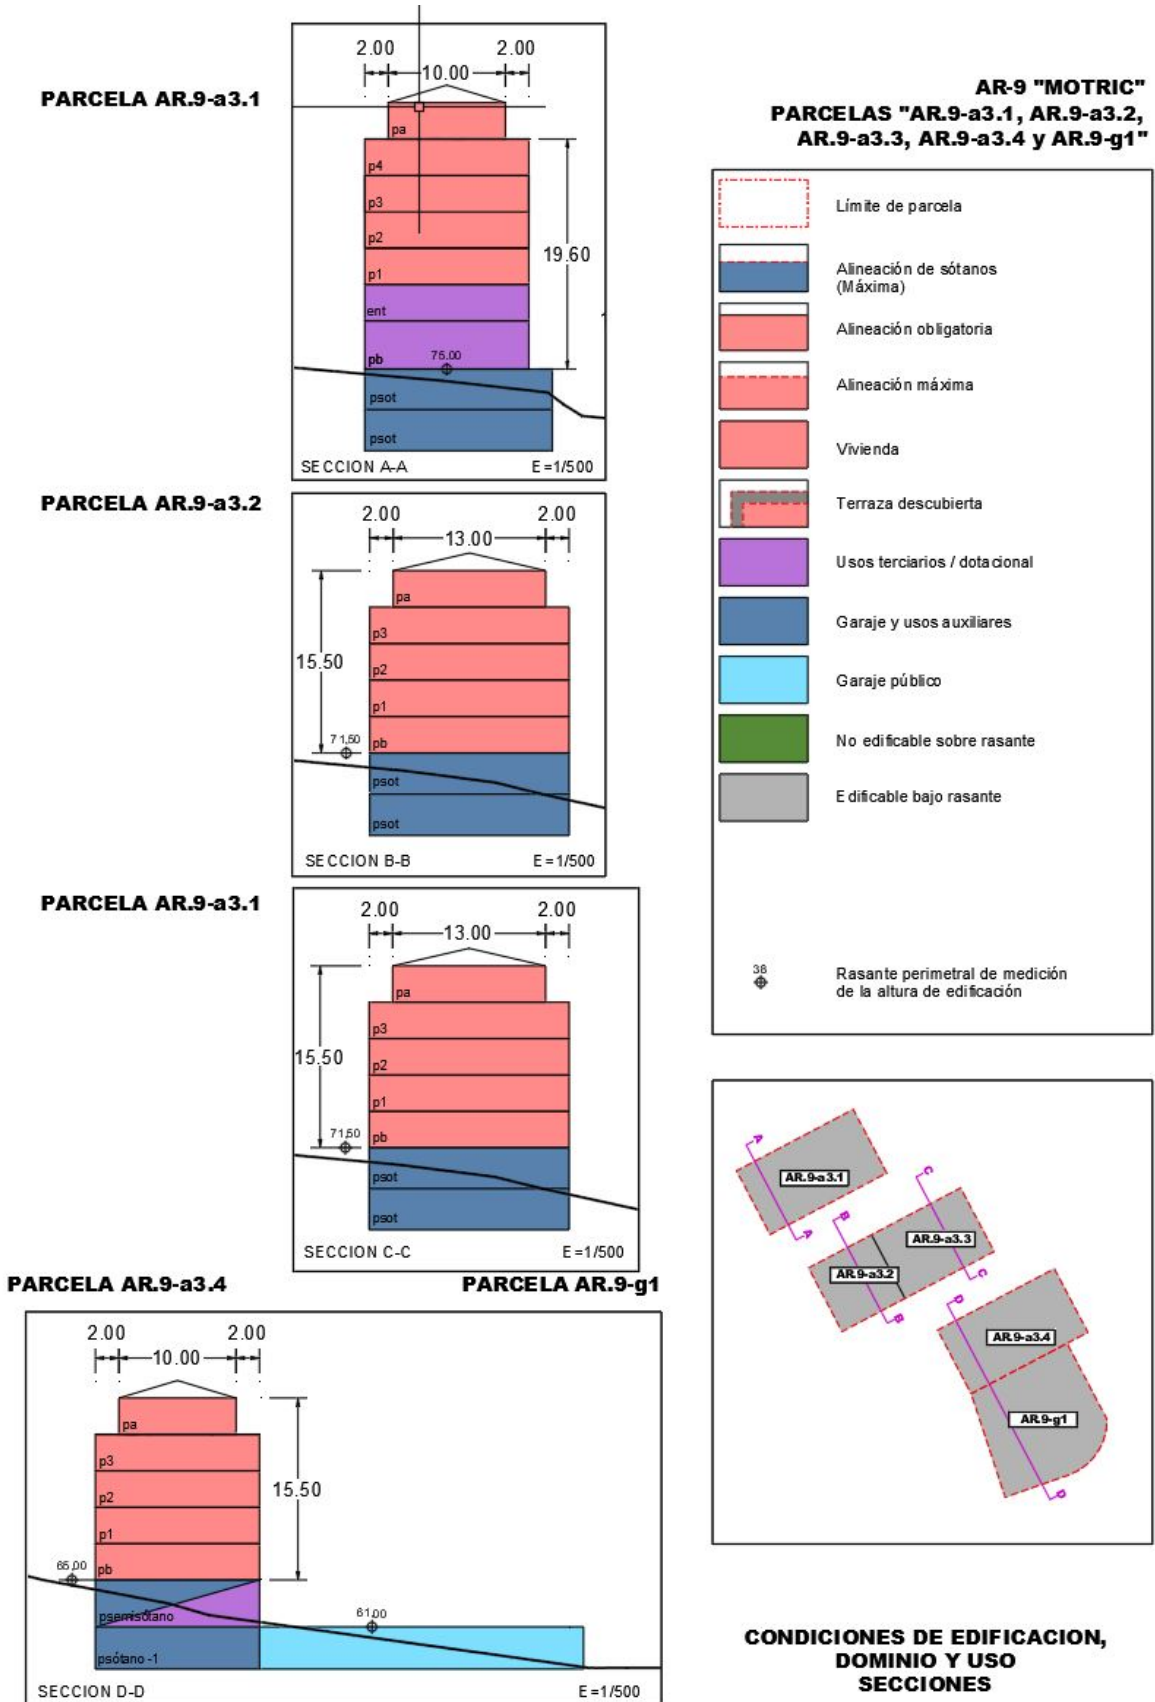 PARCELA AR.9-a3.1
2.00
2.00
10.00
pa
p4
p3
p2
p1
ent
pb
75,00
19.60
psot
psot
SECCION A-A
E=1/500
PARCELA AR.9-a3.2
2.00
2.00
13.00
pa
p3
p2
p1
pb
15.50
71,50
psot
psot
SECCION B-B
E=1/500
PARCELA AR.9-a3.1
2.00
2.00
13.00
pa
p3
p2
p1
pb
15.50
71,50
psot
psot
SECCION C-C
E=1/500
PARCELA AR.9-a3.4
PARCELA AR.9-g1
2.00
2.00
10.00
pa
p3
p2
p1
pb
15.50
65,00
psemisótano
61,00
psótano -1
SECCION D-D
E=1/500
AR-9 "MOTRIC"
PARCELAS "AR.9-a3.1, AR.9-a3.2,
AR.9-a3.3, AR.9-a3.4 y AR.9-g1"
Límite de parcela
Alineación de sótanos
(Máxima)
Alineación obligatoria
Alineación máxima
Vivienda
Terraza descubierta
Usos terciarios / dotacional
Garaje y usos auxiliares
Garaje público
No edificable sobre rasante
Edificable bajo rasante
38
Rasante perimetral de medición
de la altura de edificación
A
AR.9-a3.1
A
C
B
AR.9-a3.3
AR.9-a3.2
C
B
D
AR.9-a3.4
AR.9-g1
D
CONDICIONES DE EDIFICACION,
DOMINIO Y USO
SECCIONES